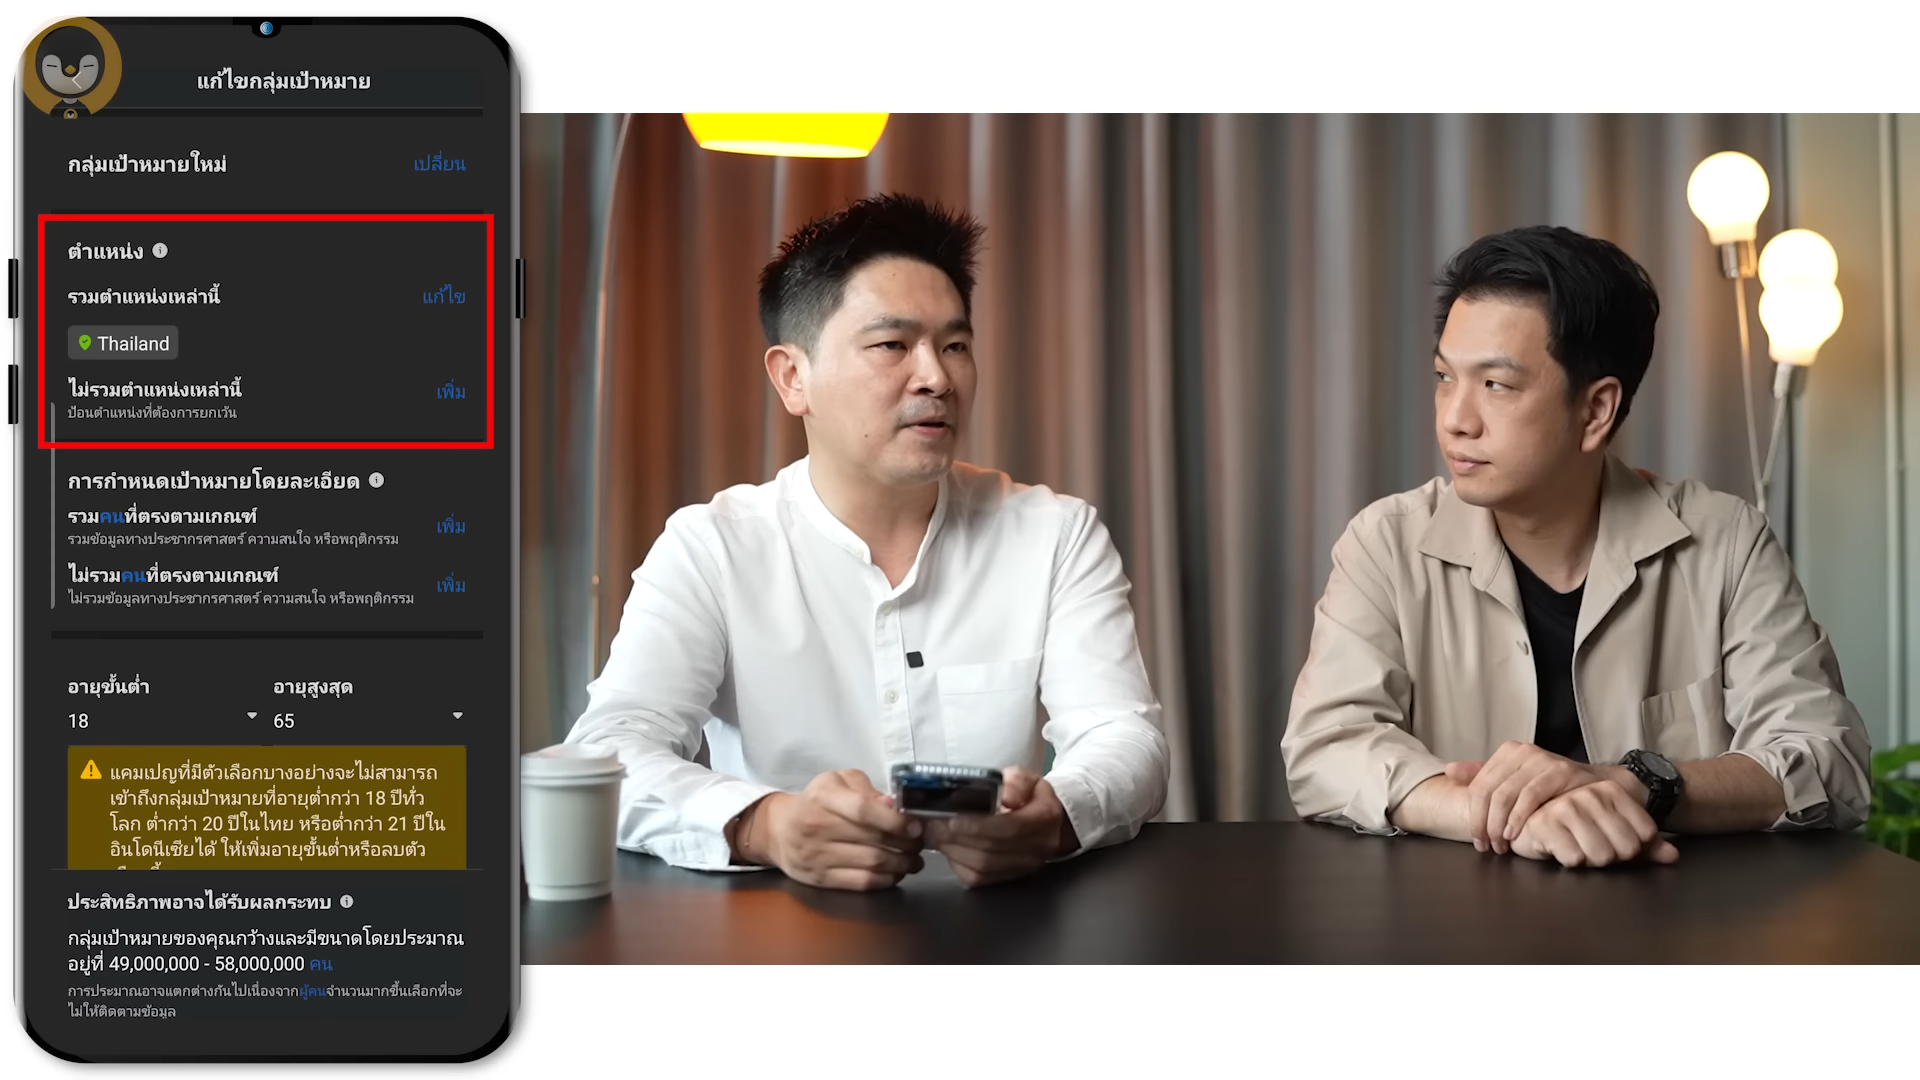 แก้ไขกลุ่มเป้าหมาย
กลุ่มเป้าหมายใหม่ เปลี่ยน
ตำแหน่ง
รวมตำแหน่งเหล่านี้ แก้ไข
Thailand
ไม่รวมตำแหน่งเหล่านี้ เพิ่ม
ป้อนตำแหน่งที่ต้องการยกเว้น
การกำหนดเป้าหมายโดยละเอียด
รวมคนที่ตรงตามเกณฑ์ เพิ่ม
รวมข้อมูลทางประชากรศาสตร์ ความสนใจ หรือพฤติกรรม
ไม่รวมคนที่ตรงตามเกณฑ์ เพิ่ม
ไม่รวมข้อมูลทางประชากรศาสตร์ ความสนใจ หรือพฤติกรรม
อายุขั้นต่ำ อายุสูงสุด
18 65
แคมเปญที่มีตัวเลือกบางอย่างจะไม่สามารถ
เข้าถึงกลุ่มเป้าหมายที่อายุต่ำกว่า 18 ปีทั่ว
โลก ต่ำกว่า 20 ปีในไทย หรือต่ำกว่า 21 ปีใน
อินโดนีเซียได้ ให้เพิ่มอายุขั้นต่ำหรือลบตัว
ประสิทธิภาพอาจได้รับผลกระทบ
กลุ่มเป้าหมายของคุณกว้างและมีขนาดโดยประมาณ
อยู่ที่ 49,000,000 - 58,000,000 คน
การประมาณอาจแตกต่างกันไปเนื่องจากผู้คนจำนวนมากขึ้นเลือกที่จะ
ไม่ให้ติดตามข้อมูล